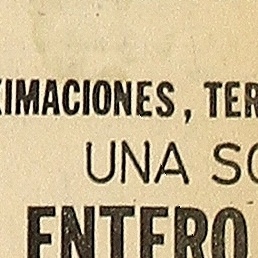 XIMACIONES, TER
UNA SO
ENTERO